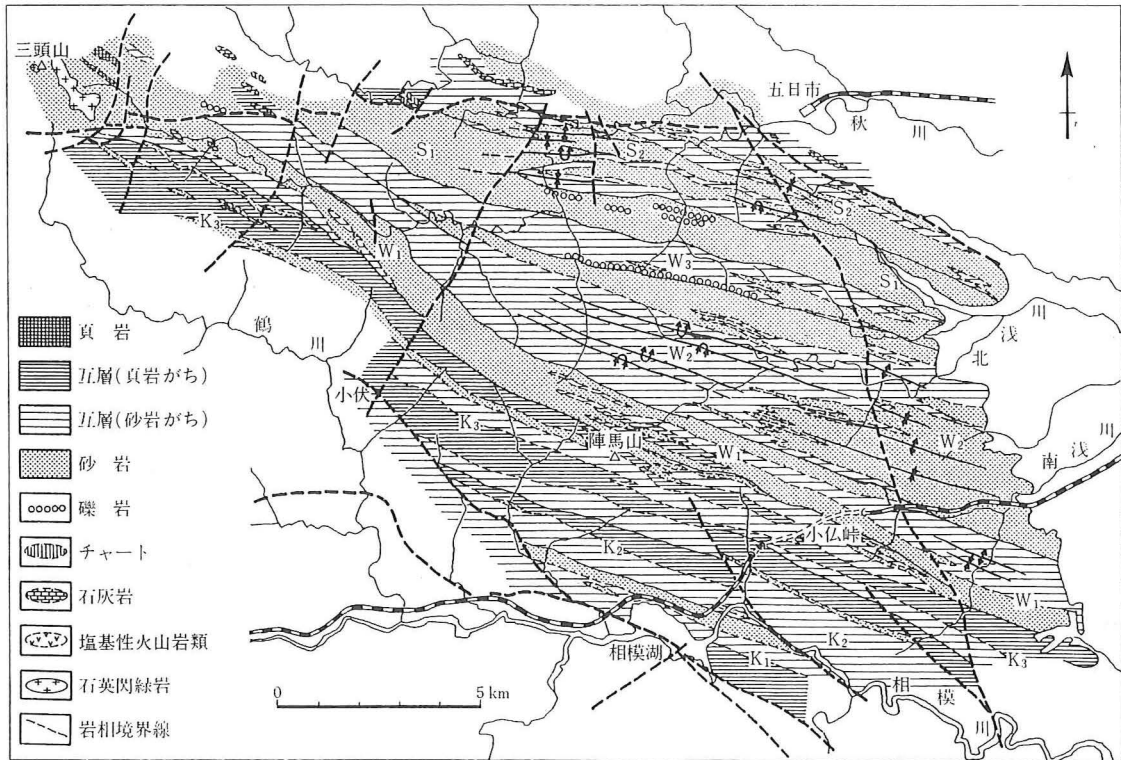 三頭山
五日市
秋
川
S₁
S₂
S₂
K₃
W₁
W₃
S₁
浅
川
北
鶴
川
W₂
小伏
K₃
陣馬山
W₁
W₂
南
浅
川
小仏峠
K₂
W₁
K₂
K₃
相模湖
K₁
相
模
川
頁岩
互層(頁岩がち)
互層(砂岩がち)
砂岩
礫岩
チャート
石灰岩
塩基性火山岩類
石英閃緑岩
岩相境界線
0
5 km